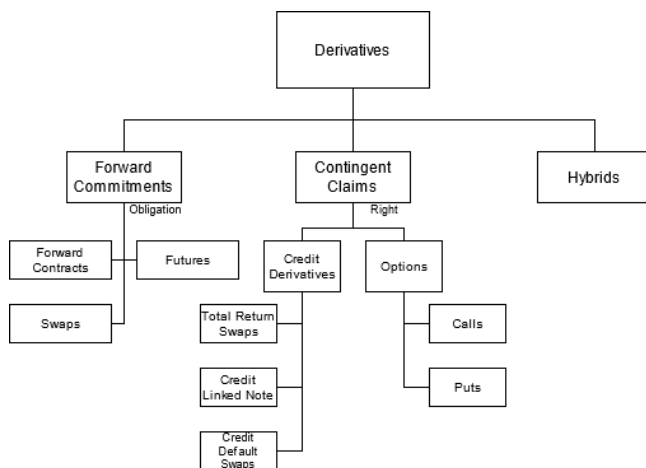 Derivatives
Forward
Commitments
Contingent
Claims
Hybrids
Obligation
Right
Forward
Contracts
Futures
Credit
Derivatives
Options
Swaps
Total Return
Swaps
Calls
Credit
Linked Note
Puts
Credit
Default
Swaps